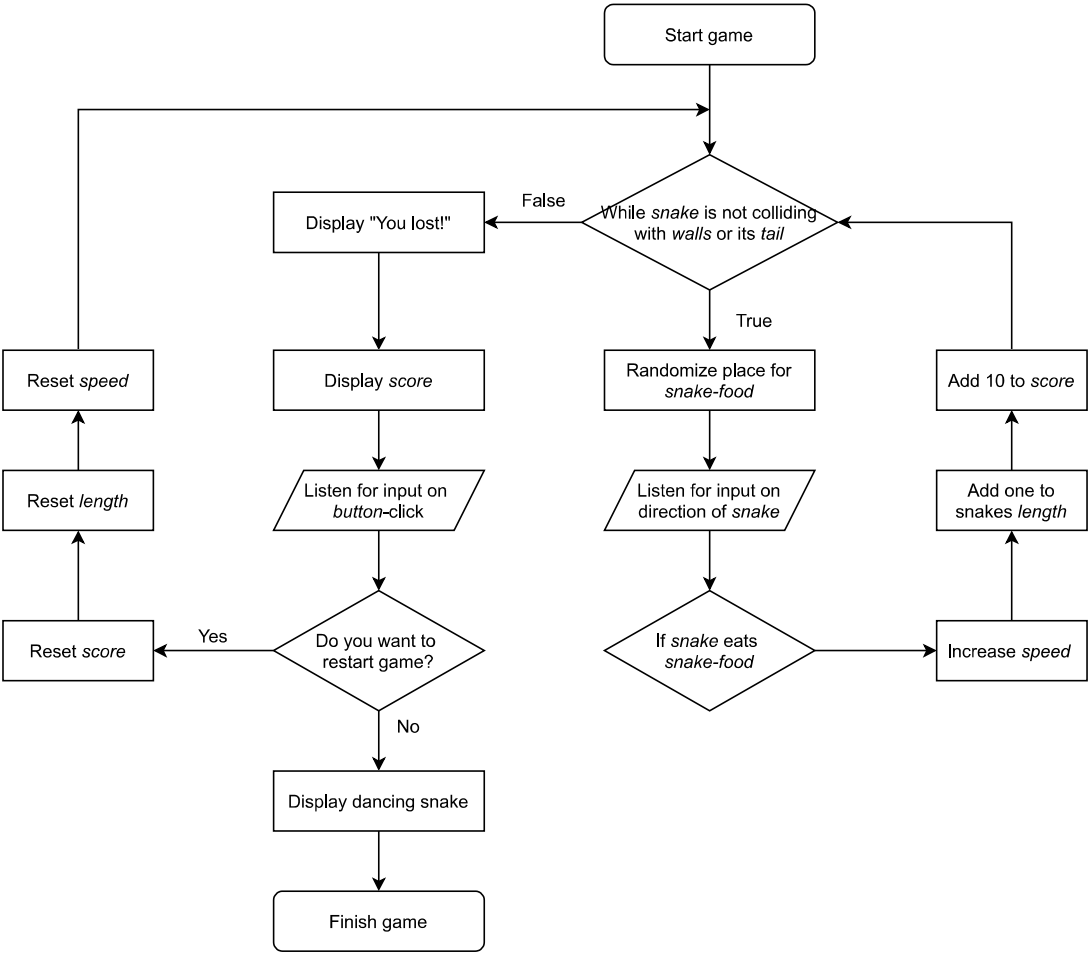 Start game
False
While snake is not colliding
with walls or its tail
Display "You lost!"
True
Reset speed
Display score
Randomize place for
snake-food
Add 10 to score
Reset length
Listen for input on
button-click
Listen for input on
direction of snake
Add one to
snakes length
Reset score
Yes
Do you want to
restart game?
If snake eats
snake-food
Increase speed
No
Display dancing snake
Finish game